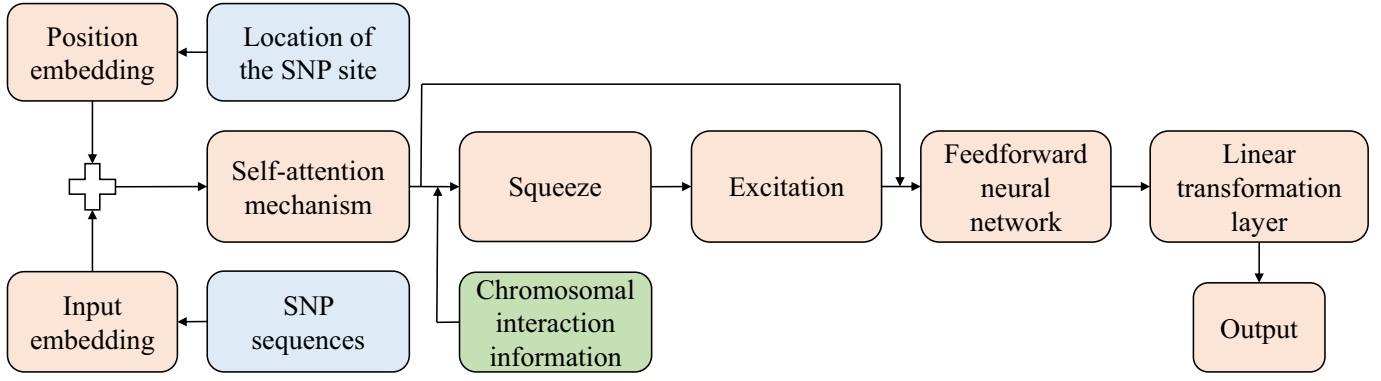 Position
embedding
Location of
the SNP site
Self-attention
mechanism
Squeeze
Excitation
Feedforward
neural
network
Linear
transformation
layer
Input
embedding
SNP
sequences
Chromosomal
interaction
information
Output